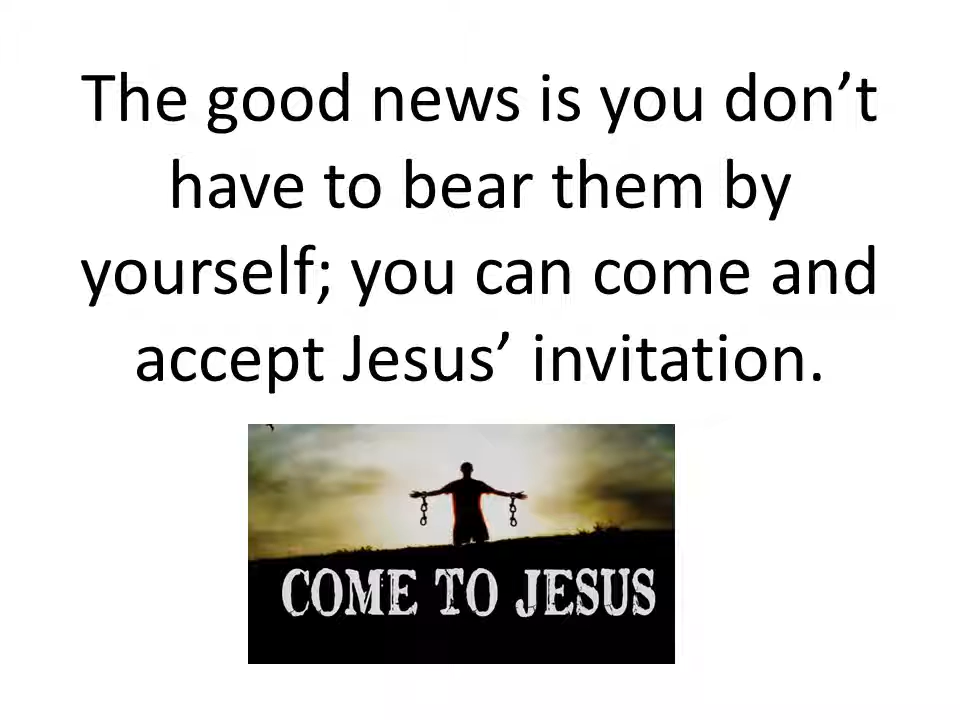 The good news is you don’t
have to bear them by
yourself; you can come and
accept Jesus’ invitation.
COME TO JESUS